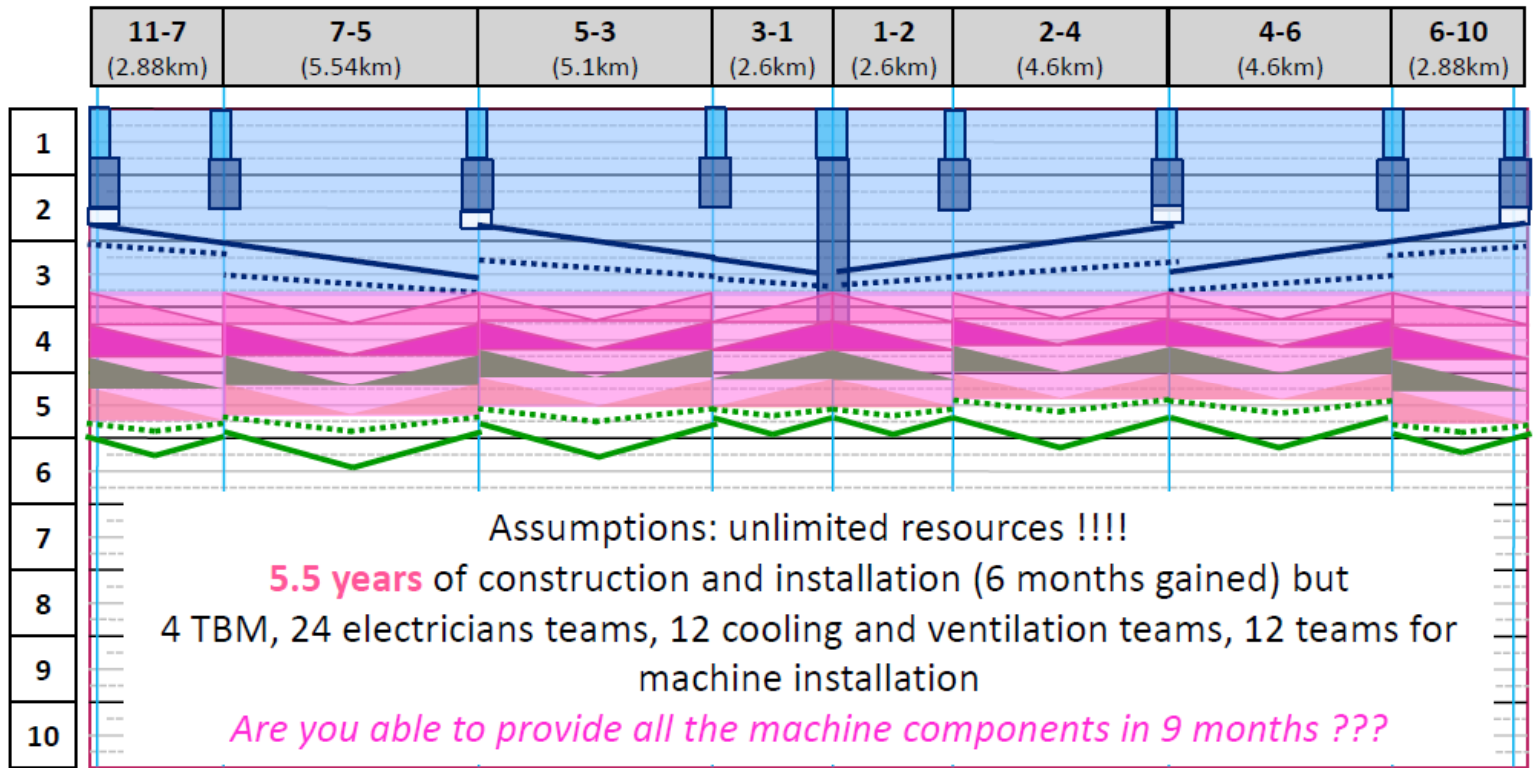 11-7 7-5 5-3 3-1 1-2 2-4 4-6 6-10
(2.88km) (5.54km) (5.1km) (2.6km) (2.6km) (4.6km) (4.6km) (2.88km)
1
2
3
4
5
6
7
8
9
10
Assumptions: unlimited resources !!!!
5.5 years of construction and installation (6 months gained) but
4 TBM, 24 electricians teams, 12 cooling and ventilation teams, 12 teams for
machine installation
Are you able to provide all the machine components in 9 months ???